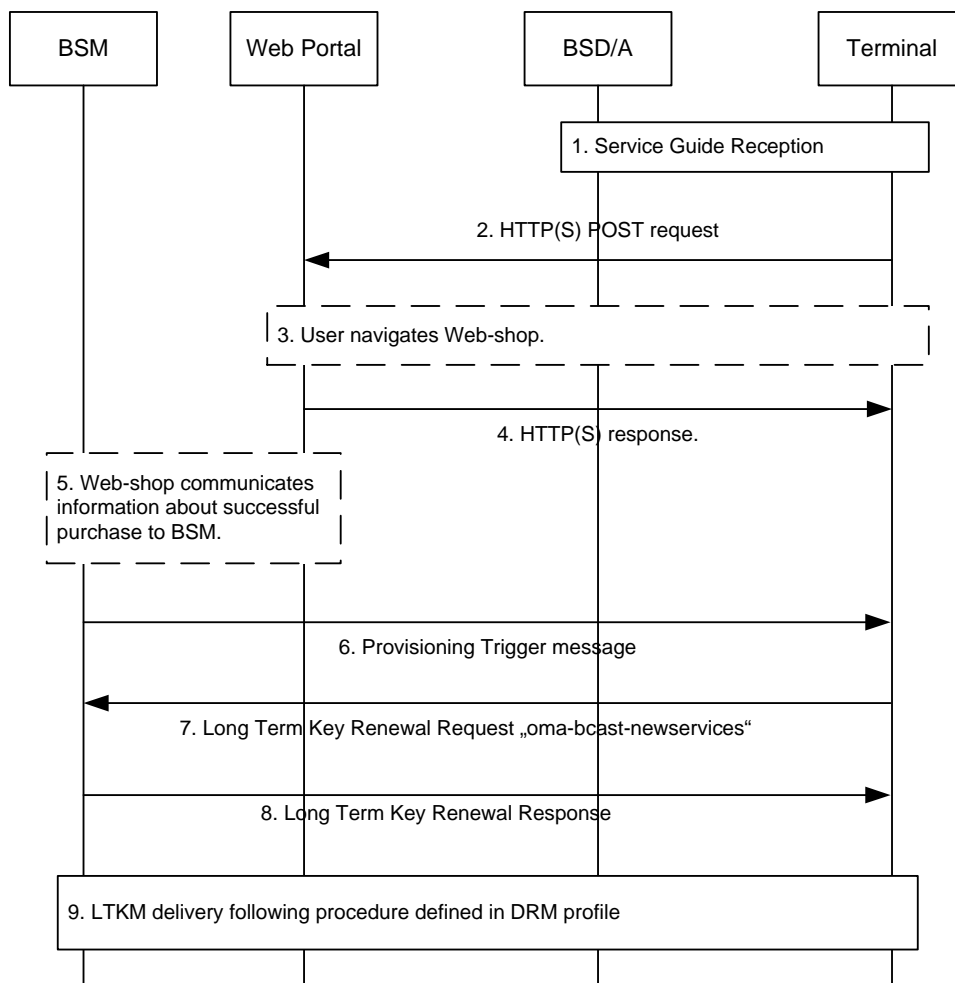 BSM
Web Portal
BSD/A
Terminal
1. Service Guide Reception
2. HTTP(S) POST request
3. User navigates Web-shop.
4. HTTP(S) response.
5. Web-shop communicates
information about successful
purchase to BSM.
6. Provisioning Trigger message
7. Long Term Key Renewal Request „oma-bcast-newservices“
8. Long Term Key Renewal Response
9. LTKM delivery following procedure defined in DRM profile